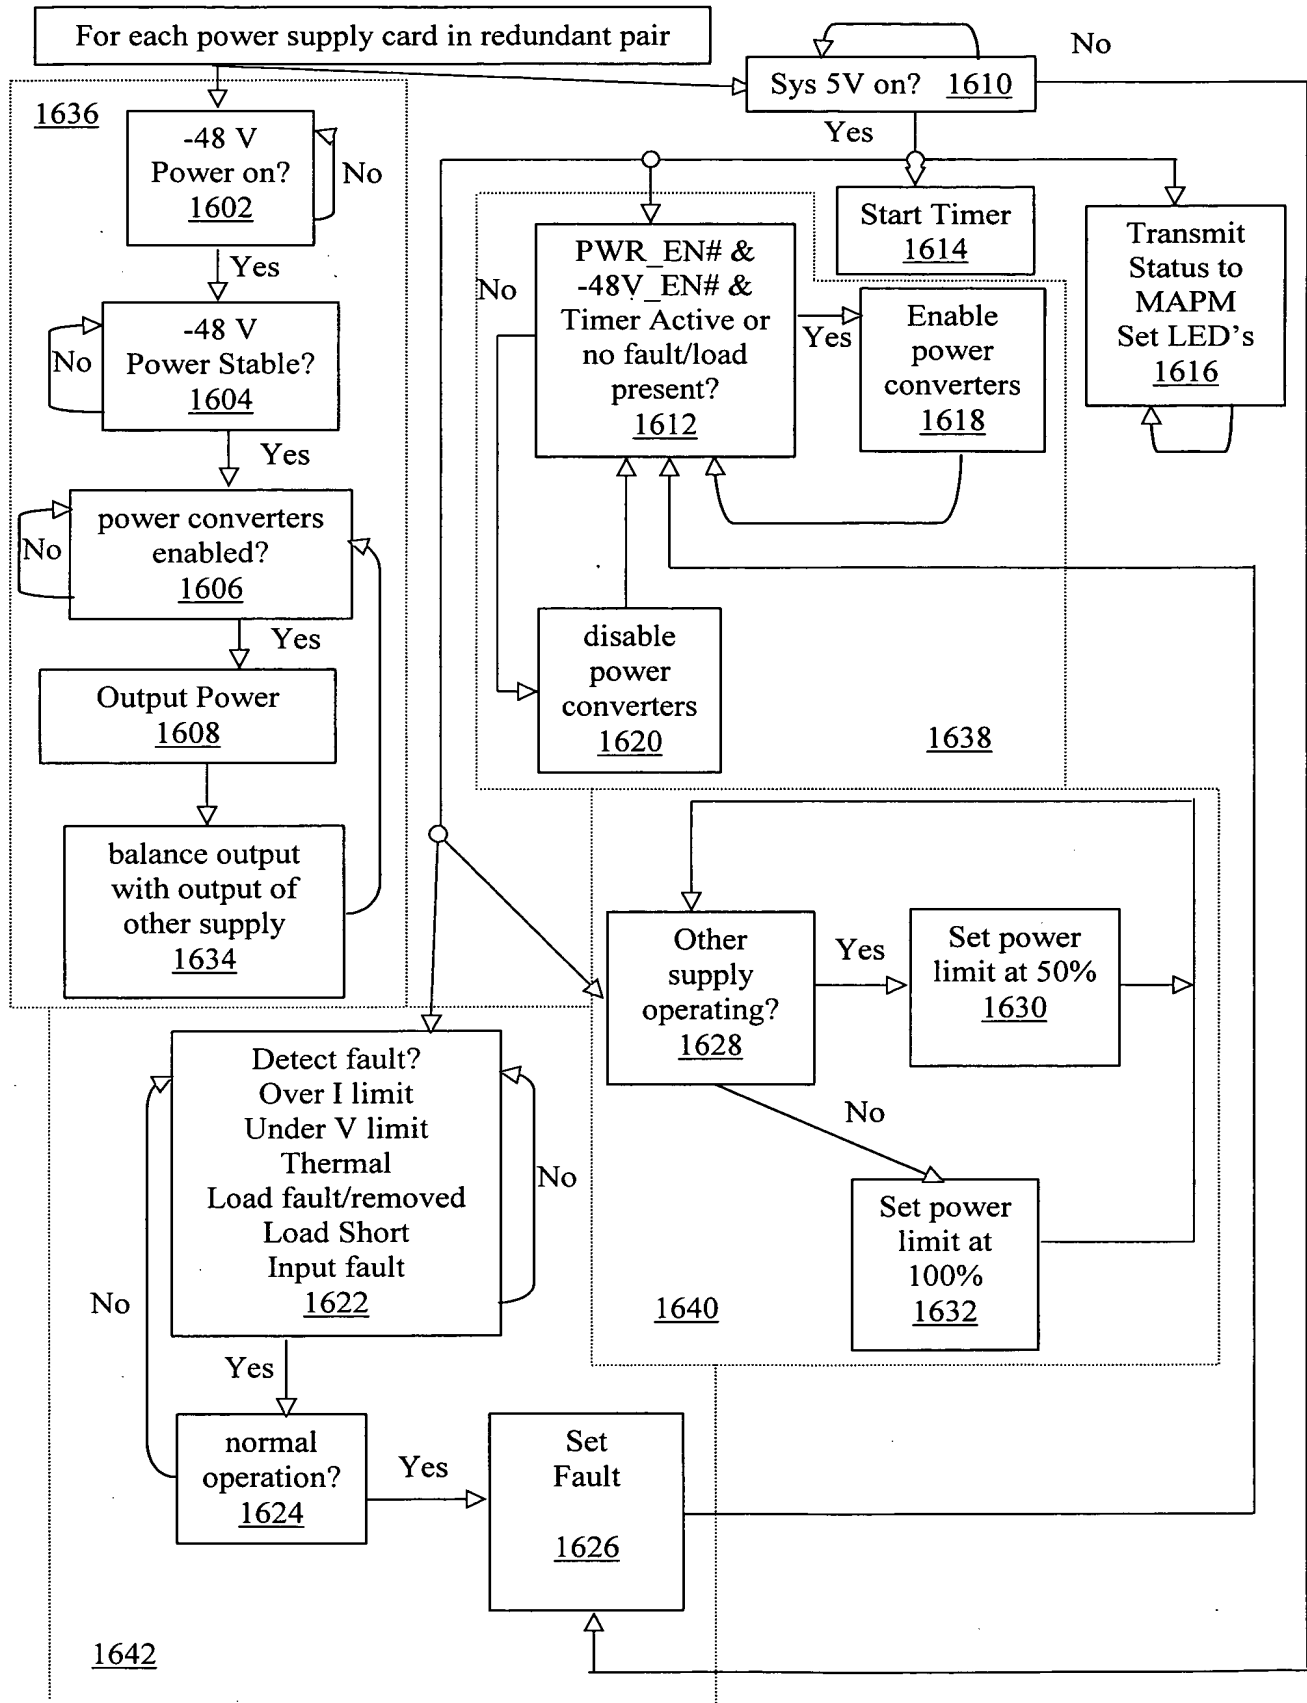 For each power supply card in redundant pair
No
Sys 5V on? 1610
Yes
1636
-48 V
Power on?
1602
No
Yes
-48 V
Power Stable?
1604
No
Yes
power converters
enabled?
1606
No
Yes
Output Power
1608
balance output
with output of
other supply
1634
Start Timer
1614
Transmit
Status to
MAPM
Set LED's
1616
PWR_EN# &
-48V_EN# &
Timer Active or
no fault/load
present?
1612
No
Yes
Enable
power
converters
1618
disable
power
converters
1620
1638
Other
supply
operating?
1628
Yes
Set power
limit at 50%
1630
No
Set power
limit at
100%
1632
1640
Detect fault?
Over I limit
Under V limit
Thermal
Load fault/removed
Load Short
Input fault
1622
No
No
Yes
normal
operation?
1624
Yes
Set
Fault
1626
1642